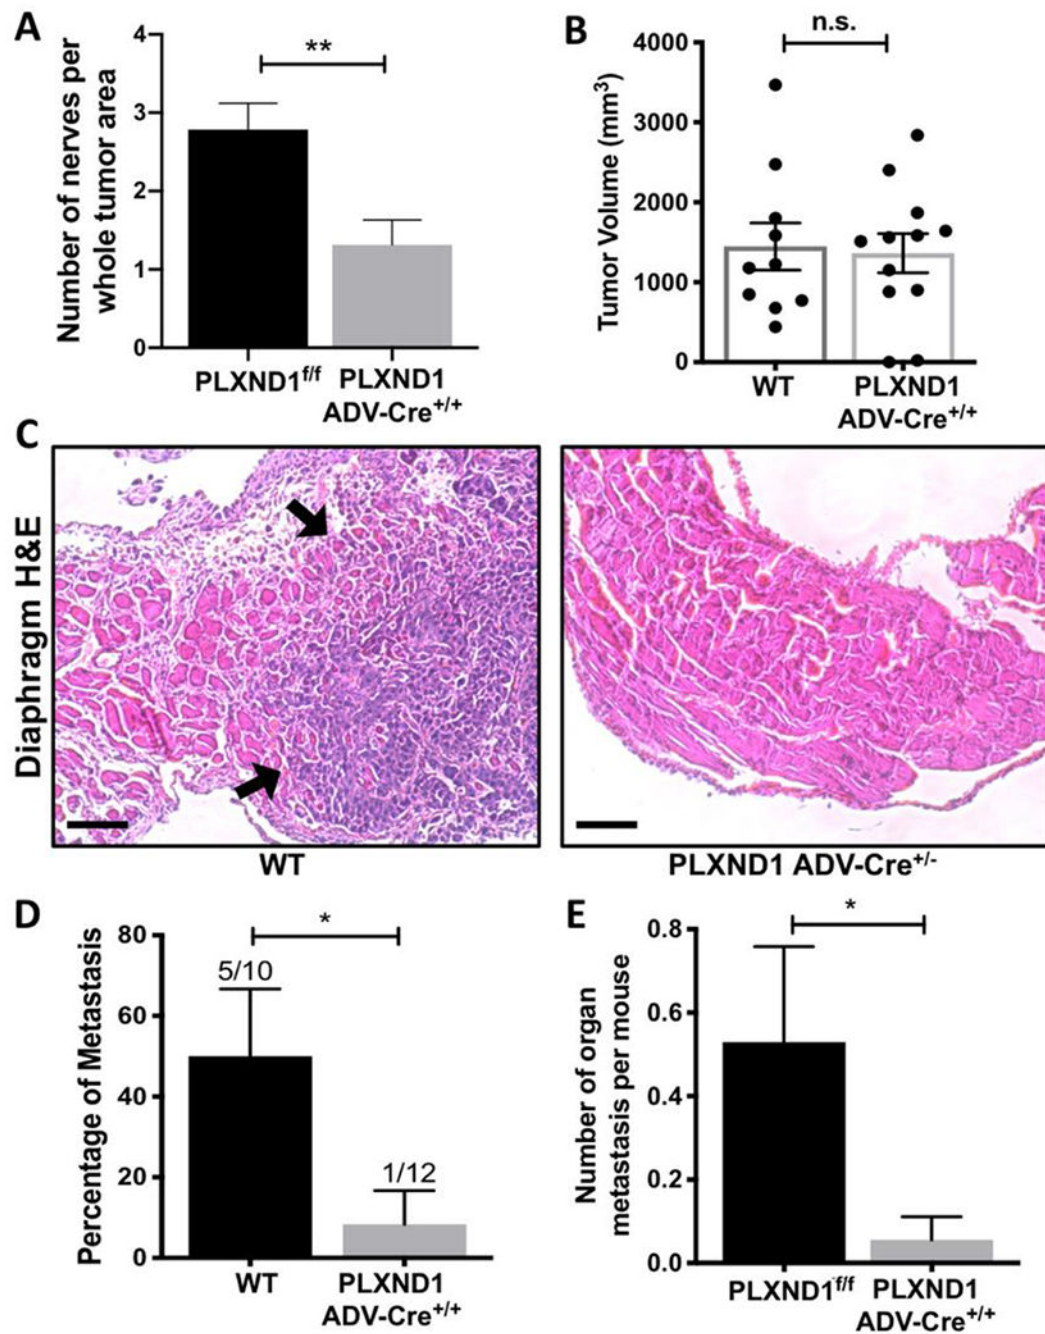 A
Number of nerves per
whole tumor area
4
3
2
1
0
**
PLXND1f/f
PLXND1
ADV-Cre+/+
B
Tumor Volume (mm3)
4000
3000
2000
1000
0
n.s.
WT
PLXND1
ADV-Cre+/+
C
Diaphragm H&E
WT
PLXND1 ADV-Cre+/-
D
Percentage of Metastasis
80
60
40
20
0
*
5/10
1/12
WT
PLXND1
ADV-Cre+/+
E
Number of organ
metastasis per mouse
0.8
0.6
0.4
0.2
0.0
*
PLXND1f/f
PLXND1
ADV-Cre+/+